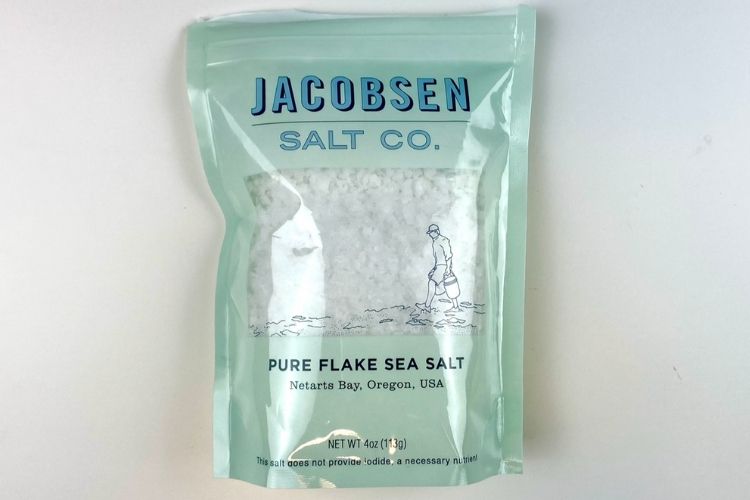 JACOBSEN
SALT CO.
PURE FLAKE SEA SALT
Netarts Bay, Oregon, USA
NET WT 4oz (113g)
This salt does not provide iodide, a necessary nutrient